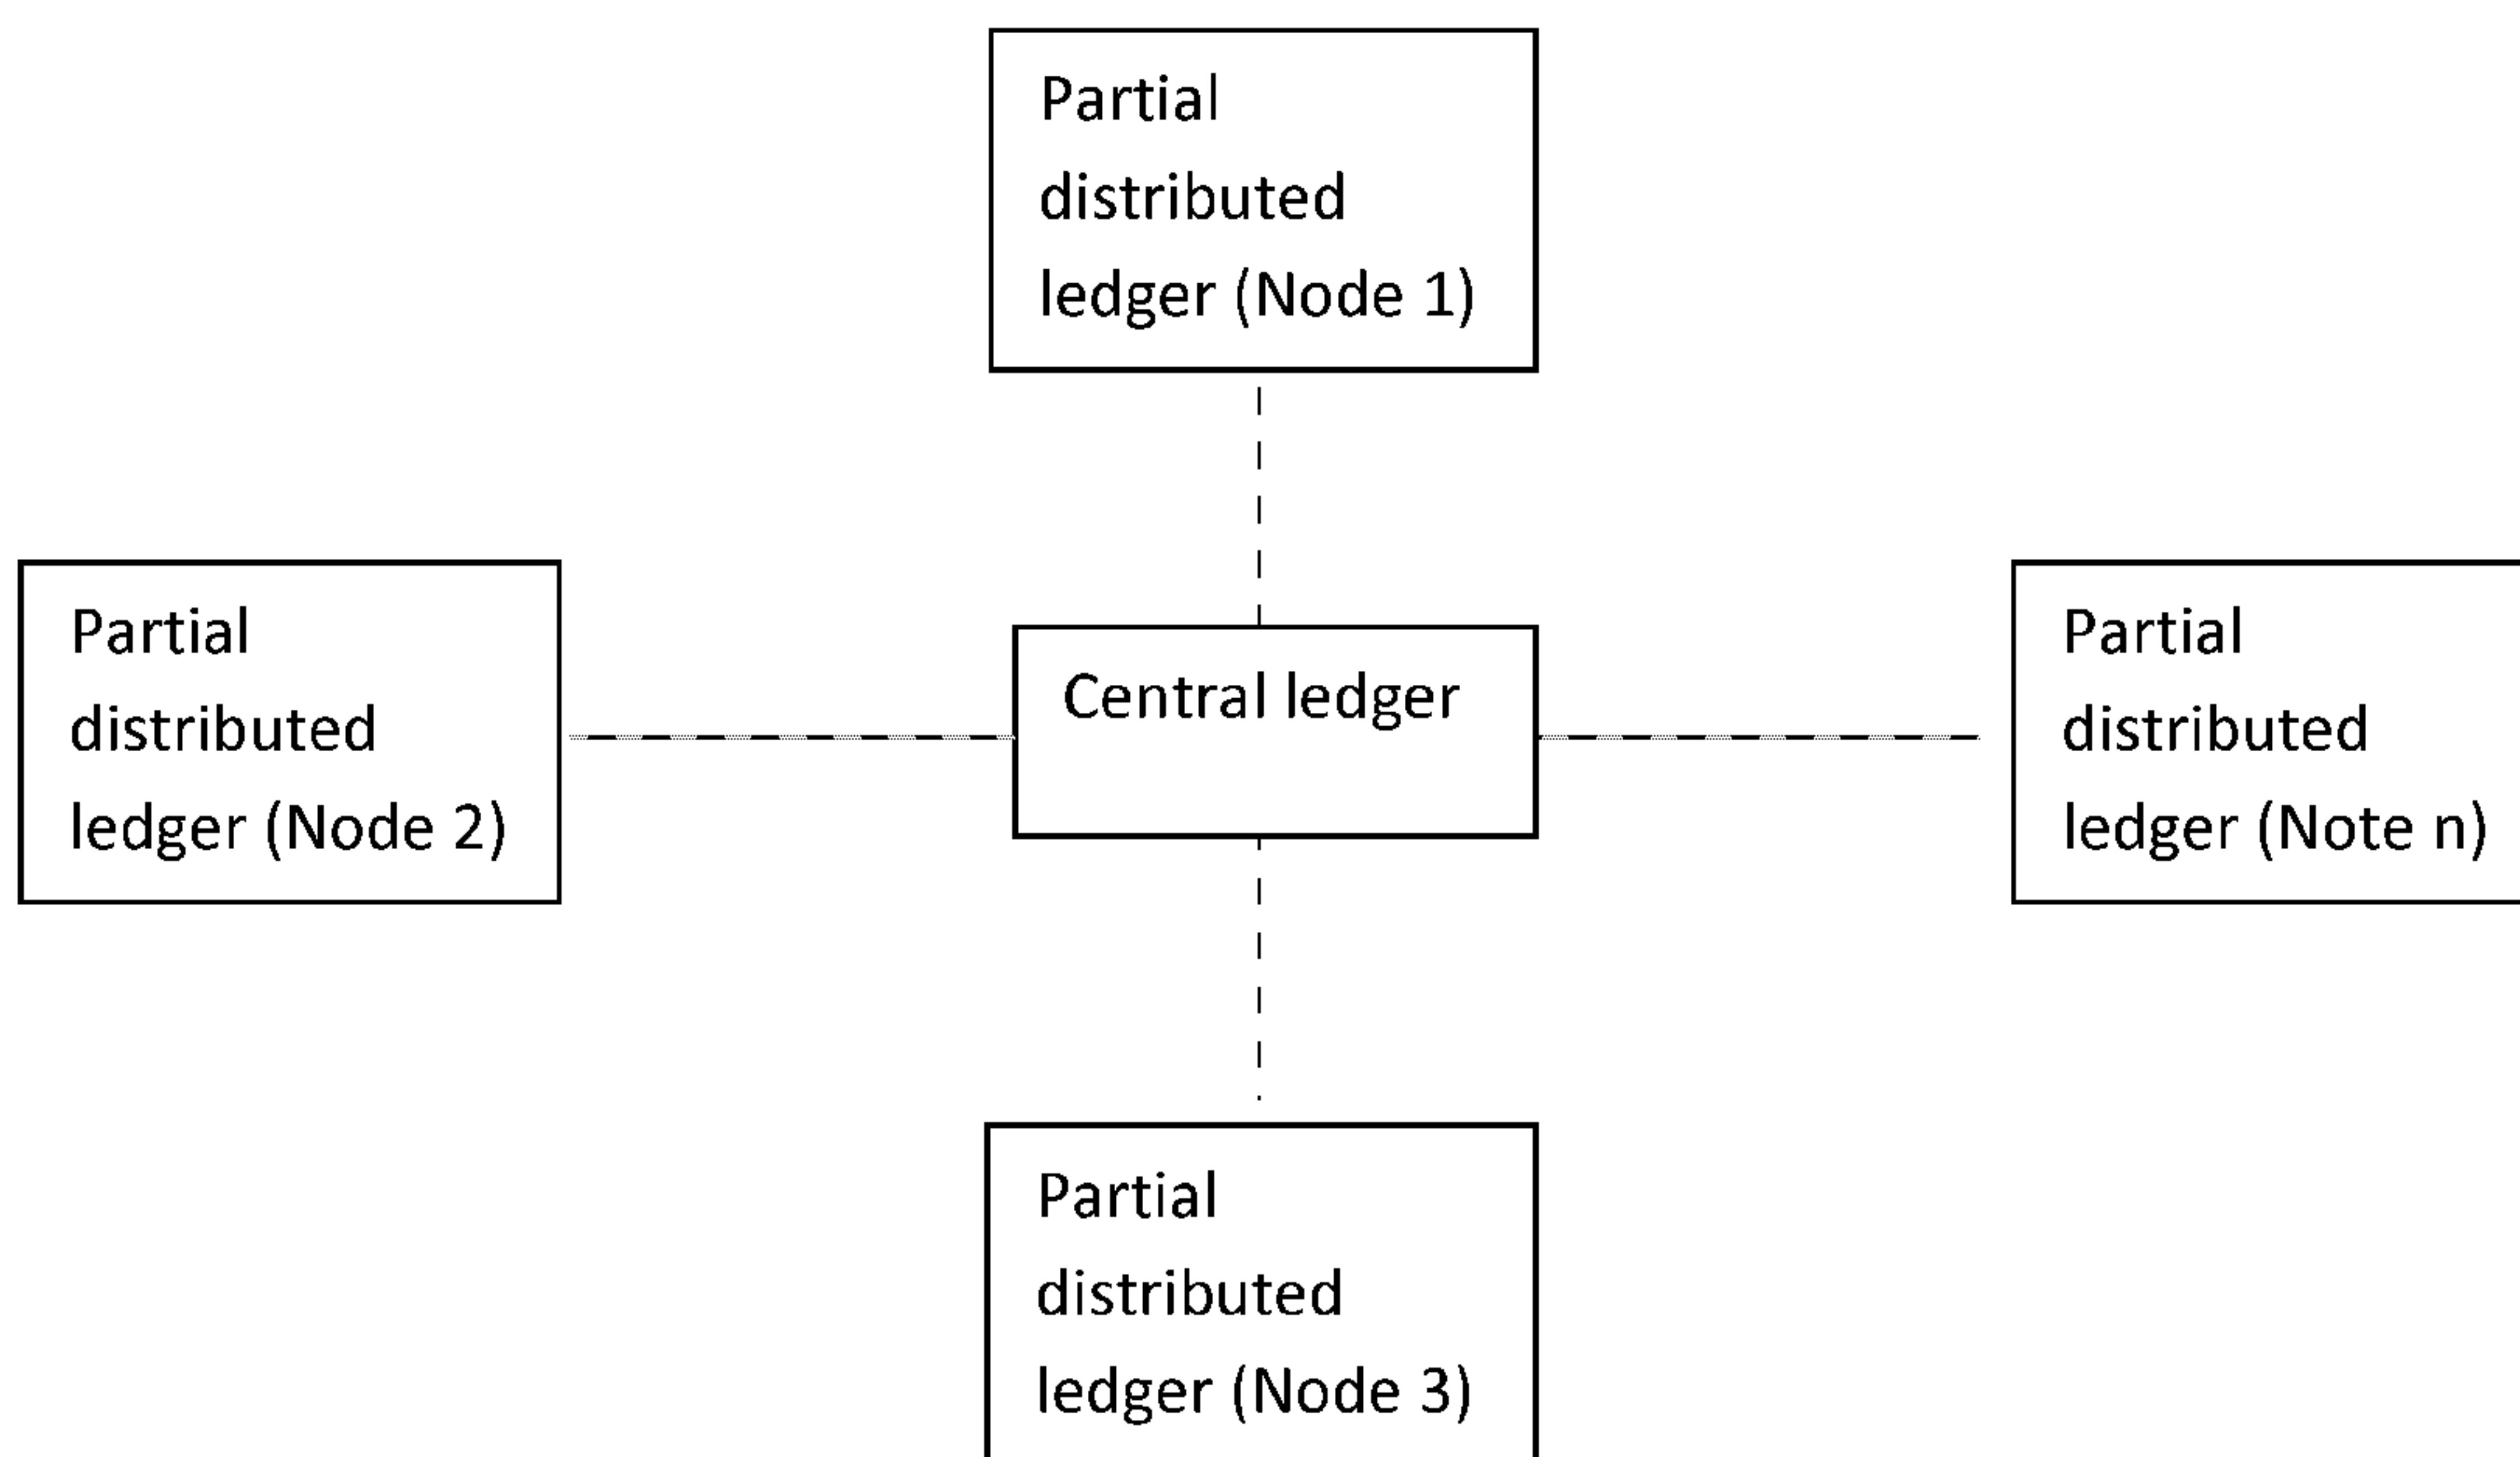 Partial
distributed
ledger (Node 1)
Partial
distributed
ledger (Node 2)
Central ledger
Partial
distributed
ledger (Note n)
Partial
distributed
ledger (Node 3)